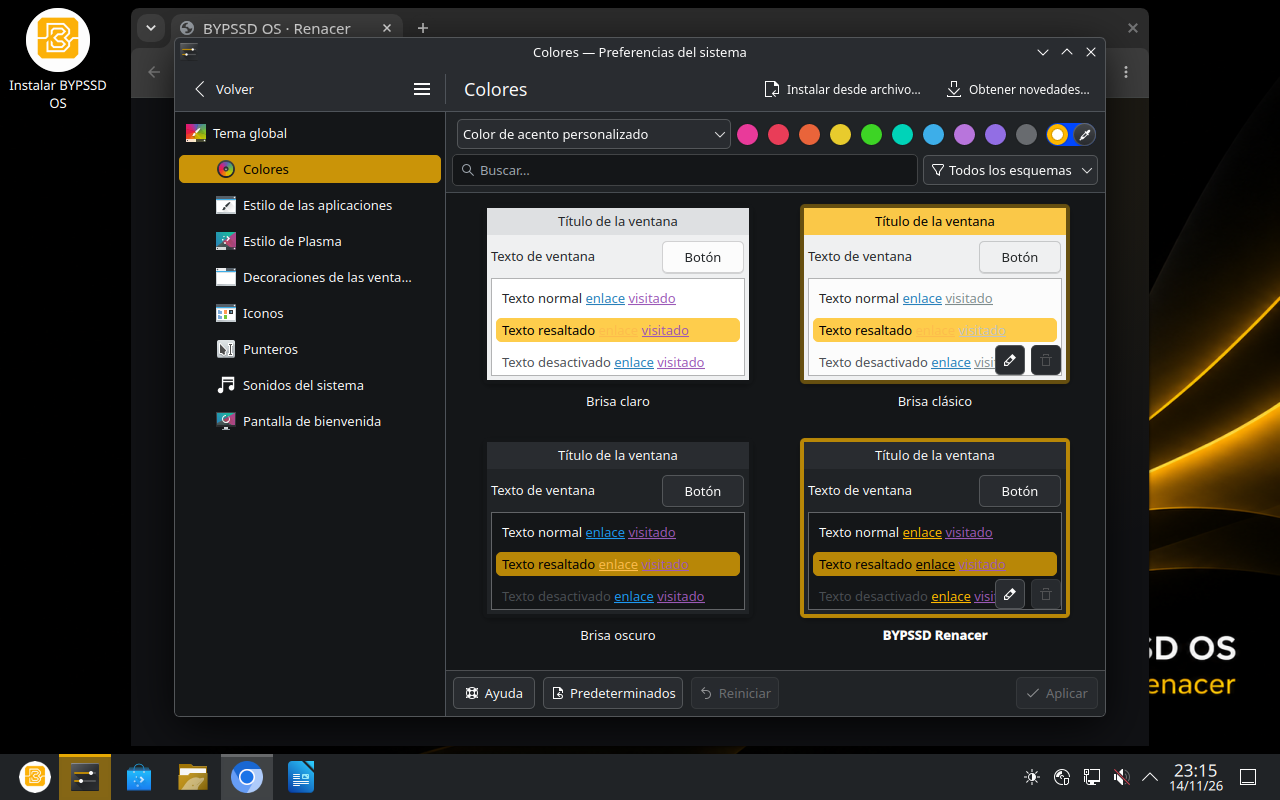 Instalar BYPSSD
OS
BYPSSD OS · Renacer
Colores — Preferencias del sistema
Volver
Colores
Instalar desde archivo...
Obtener novedades...
Tema global
Colores
Estilo de las aplicaciones
Estilo de Plasma
Decoraciones de las venta...
Iconos
Punteros
Sonidos del sistema
Pantalla de bienvenida
Color de acento personalizado
Buscar...
Todos los esquemas
Título de la ventana
Texto de ventana
Botón
Texto normal enlace visitado
Texto resaltado enlace visitado
Texto desactivado enlace visitado
Brisa claro
Título de la ventana
Texto de ventana
Botón
Texto normal enlace visitado
Texto resaltado enlace visitado
Texto desactivado enlace visi
Brisa clásico
Título de la ventana
Texto de ventana
Botón
Texto normal enlace visitado
Texto resaltado enlace visitado
Texto desactivado enlace visitado
Brisa oscuro
Título de la ventana
Texto de ventana
Botón
Texto normal enlace visitado
Texto resaltado enlace visitado
Texto desactivado enlace visi
BYPSSD Renacer
Ayuda
Predeterminados
Reiniciar
Aplicar
SD OS
enacer
23:15
14/11/26